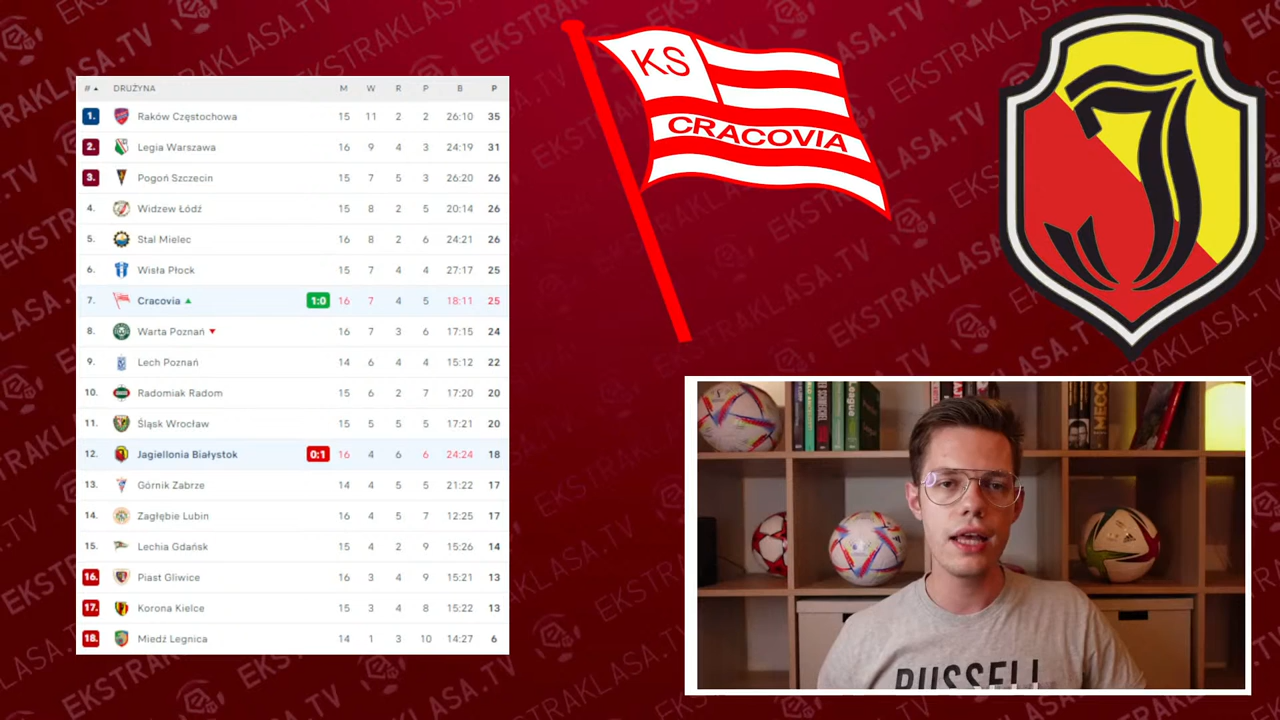 EKSTRAKLASA.TV
# DRUŻYNA M W R P B P
1. Raków Częstochowa 15 11 2 2 26:10 35
2. Legia Warszawa 16 9 4 3 24:19 31
3. Pogoń Szczecin 15 7 5 3 26:20 26
4. Widzew Łódź 15 8 2 5 20:14 26
5. Stal Mielec 16 8 2 6 24:21 26
6. Wisła Płock 15 7 4 4 27:17 25
7. Cracovia 1:0 16 7 4 5 18:11 25
8. Warta Poznań 16 7 3 6 17:15 24
9. Lech Poznań 14 6 4 4 15:12 22
10. Radomiak Radom 15 6 2 7 17:20 20
11. Śląsk Wrocław 15 5 5 5 17:21 20
12. Jagiellonia Białystok 0:1 16 4 6 6 24:24 18
13. Górnik Zabrze 14 4 5 5 21:22 17
14. Zagłębie Lubin 16 4 5 7 12:25 17
15. Lechia Gdańsk 15 4 2 9 15:26 14
16. Piast Gliwice 16 3 4 9 15:21 13
17. Korona Kielce 15 3 4 8 15:22 13
18. Miedź Legnica 14 1 3 10 14:27 6
KS
CRACOVIA
J
League
MECC
RUSSELL